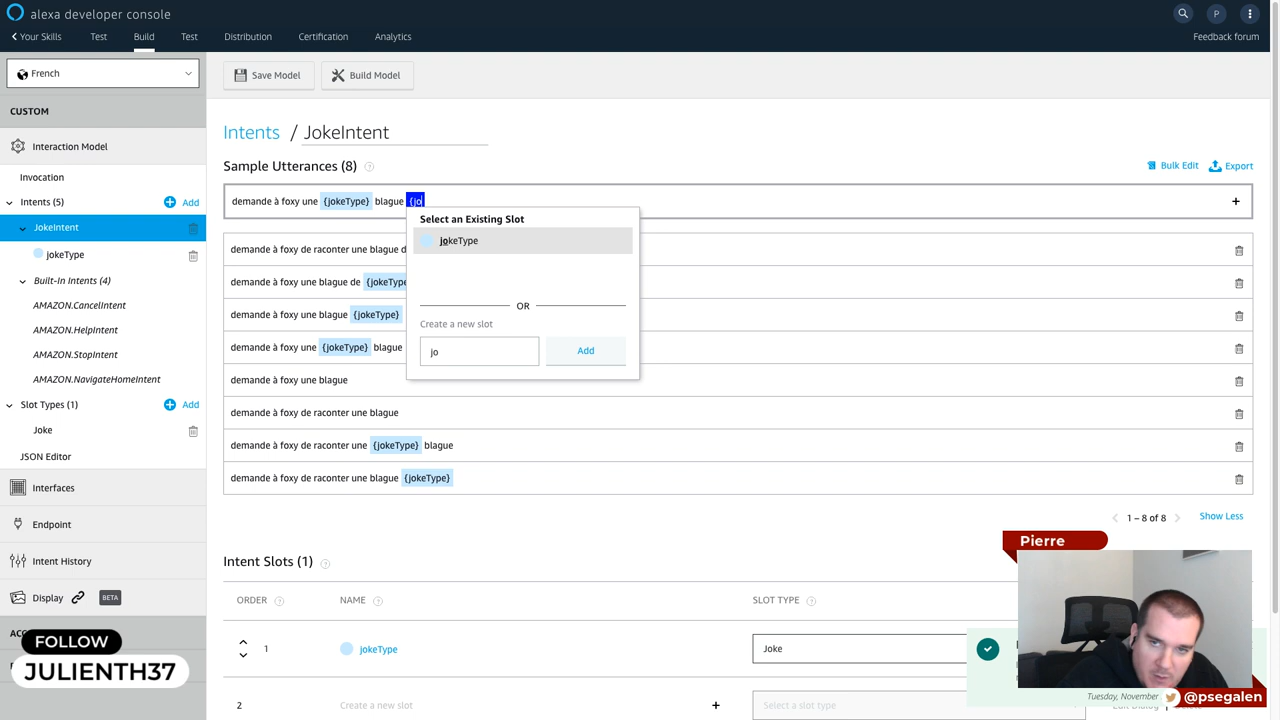 alexa developer console
P
Your Skills
Test
Build
Test
Distribution
Certification
Analytics
Feedback forum
French
Save Model
Build Model
CUSTOM
Interaction Model
Invocation
Intents (5)
Add
JokeIntent
jokeType
Built-In Intents (4)
AMAZON.CancelIntent
AMAZON.HelpIntent
AMAZON.StopIntent
AMAZON.NavigateHomeIntent
Slot Types (1)
Add
Joke
JSON Editor
Interfaces
Endpoint
Intent History
Display
BETA
FOLLOW
JULIENTH37
Intents / JokeIntent
Sample Utterances (8) ?
Bulk Edit
Export
demande à foxy une {jokeType} blague {jo
+
Select an Existing Slot
jokeType
OR
Create a new slot
jo
Add
demande à foxy de raconter une blague d
demande à foxy une blague de {jokeType
demande à foxy une blague {jokeType}
demande à foxy une {jokeType} blague
demande à foxy une blague
demande à foxy de raconter une blague
demande à foxy de raconter une {jokeType} blague
demande à foxy de raconter une blague {jokeType}
1 – 8 of 8
Show Less
Intent Slots (1) ?
ORDER ?
NAME ?
SLOT TYPE ?
1
jokeType
Joke
2
Create a new slot
+
Select a slot type
Pierre
Tuesday, November
@psegalen